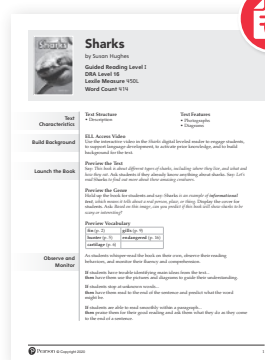 Sharks
Sharks
by Susan Hughes
Guided Reading Level I
DRA Level 16
Lexile Measure 450L
Word Count 414
Text Characteristics
Text Structure
• Description
Text Features
• Photographs
• Diagrams
Build Background
ELL Access Video
Use the interactive video in the Sharks digital leveled reader to engage students,
to support language development, to activate prior knowledge, and to build
background for the text.
Launch the Book
Preview the Text
Say: This book is about different types of sharks, including where they live, and what and
how they eat. Ask students if they already know anything about sharks. Say: Let's
read Sharks to find out more about these amazing creatures.
Preview the Genre
Hold up the book for students and say: Sharks is an example of informational
text, which means it tells about a real person, place, or thing. Display the cover for
students. Ask: Based on this image, can you predict if this book will show sharks to be
scary or interesting?
Preview Vocabulary
fin (p. 2) gills (p. 9)
hunter (p. 5) endangered (p. 16)
cartilage (p. 6)
Observe and Monitor
As students whisper-read the book on their own, observe their reading
behaviors, and monitor their fluency and comprehension.
If students have trouble identifying main ideas from the text...
then have them use the pictures and diagrams to guide their understanding.
If students stop at unknown words...
then have them read to the end of the sentence and predict what the word
might be.
If students are able to read smoothly within a paragraph...
then praise them for their good reading and ask them what they do as they come
to the end of a sentence.
Pearson © Copyright 2020